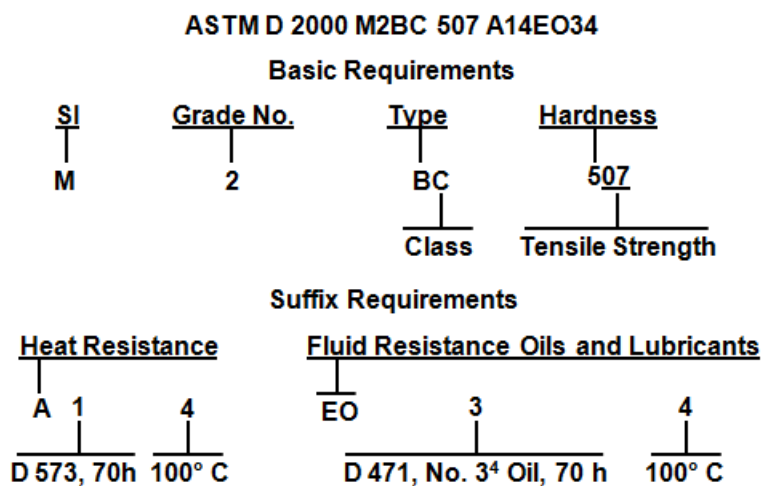 ASTM D 2000 M2BC 507 A14EO34
Basic Requirements
SI Grade No. Type Hardness
M 2 BC 507
Class Tensile Strength
Suffix Requirements
Heat Resistance Fluid Resistance Oils and Lubricants
A 1 4 EO 3 4
D 573, 70h 100° C D 471, No. 3⁴ Oil, 70 h 100° C